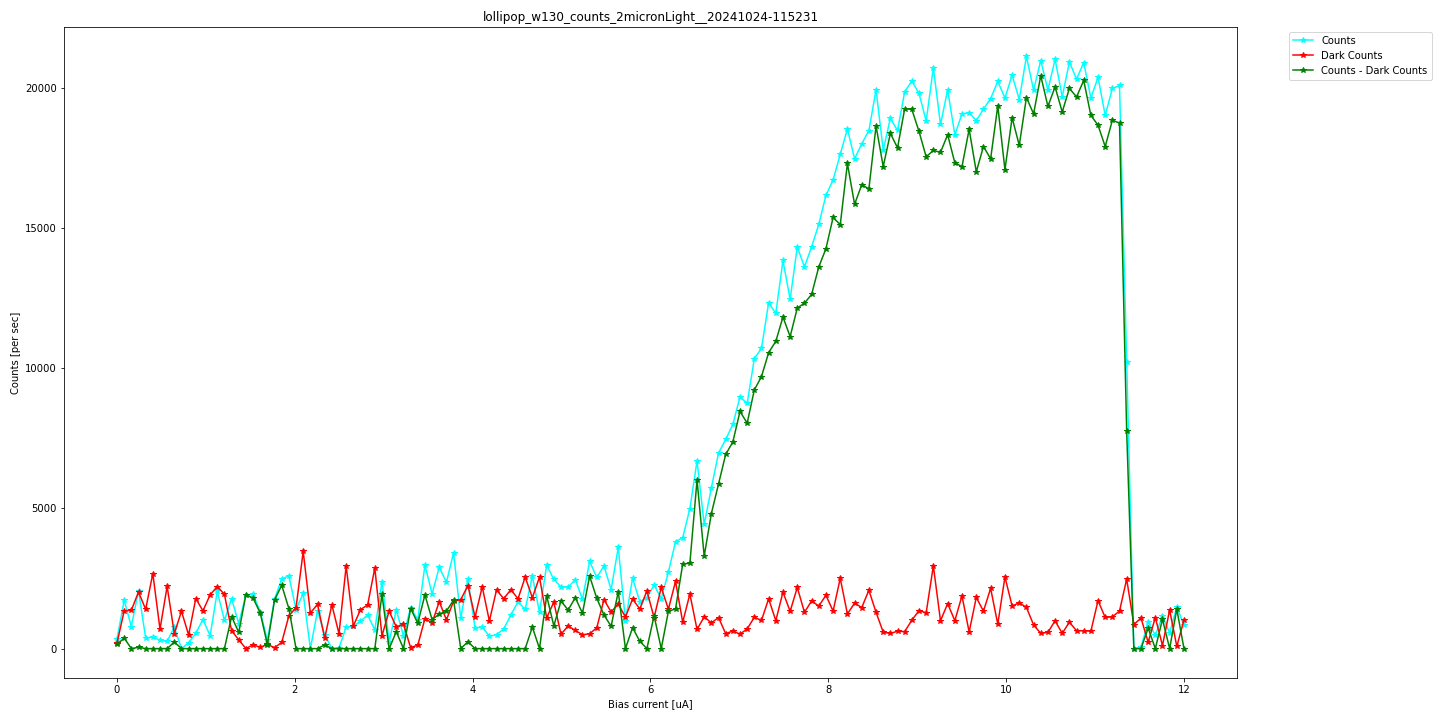 lollipop_w130_counts_2micronLight__20241024-115231
Counts
Dark Counts
Counts - Dark Counts
20000
15000
10000
5000
0
Counts [per sec]
0 2 4 6 8 10 12
Bias current [uA]